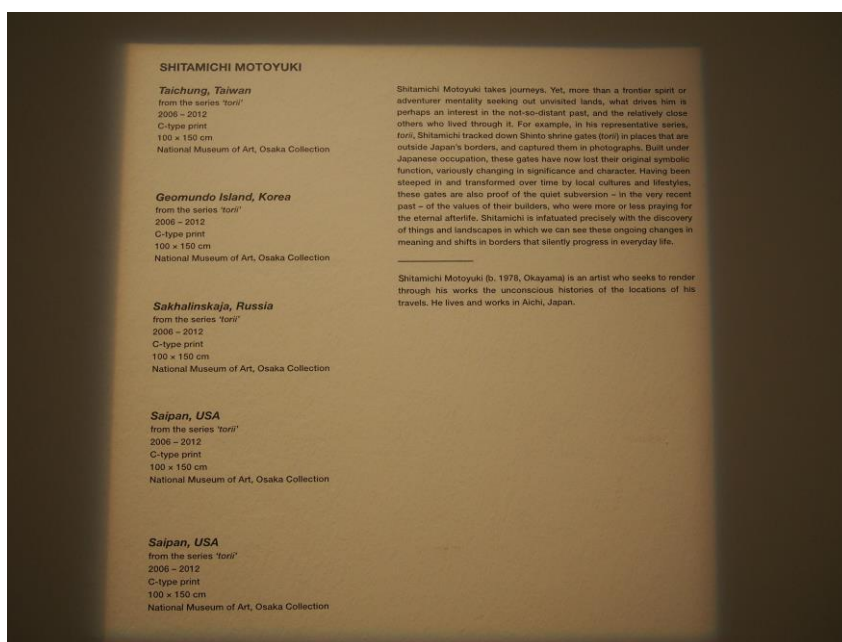 SHITAMICHI MOTOYUKI
Taichung, Taiwan
from the series ‘torii’
2006 – 2012
C-type print
100 × 150 cm
National Museum of Art, Osaka Collection
Geomundo Island, Korea
from the series ‘torii’
2006 – 2012
C-type print
100 × 150 cm
National Museum of Art, Osaka Collection
Sakhalinskaja, Russia
from the series ‘torii’
2006 – 2012
C-type print
100 × 150 cm
National Museum of Art, Osaka Collection
Saipan, USA
from the series ‘torii’
2006 – 2012
C-type print
100 × 150 cm
National Museum of Art, Osaka Collection
Saipan, USA
from the series ‘torii’
2006 – 2012
C-type print
100 × 150 cm
National Museum of Art, Osaka Collection
Shitamichi Motoyuki takes journeys. Yet, more than a frontier spirit or
adventurer mentality seeking out unvisited lands, what drives him is
perhaps an interest in the not-so-distant past, and the relatively close
others who lived through it. For example, in his representative series,
torii, Shitamichi tracked down Shinto shrine gates (torii) in places that are
outside Japan's borders, and captured them in photographs. Built under
Japanese occupation, these gates have now lost their original symbolic
function, variously changing in significance and character. Having been
steeped in and transformed over time by local cultures and lifestyles,
these gates are also proof of the quiet subversion – in the very recent
past – of the values of their builders, who were more or less praying for
the eternal afterlife. Shitamichi is infatuated precisely with the discovery
of things and landscapes in which we can see these ongoing changes in
meaning and shifts in borders that silently progress in everyday life.
Shitamichi Motoyuki (b. 1978, Okayama) is an artist who seeks to render
through his works the unconscious histories of the locations of his
travels. He lives and works in Aichi, Japan.